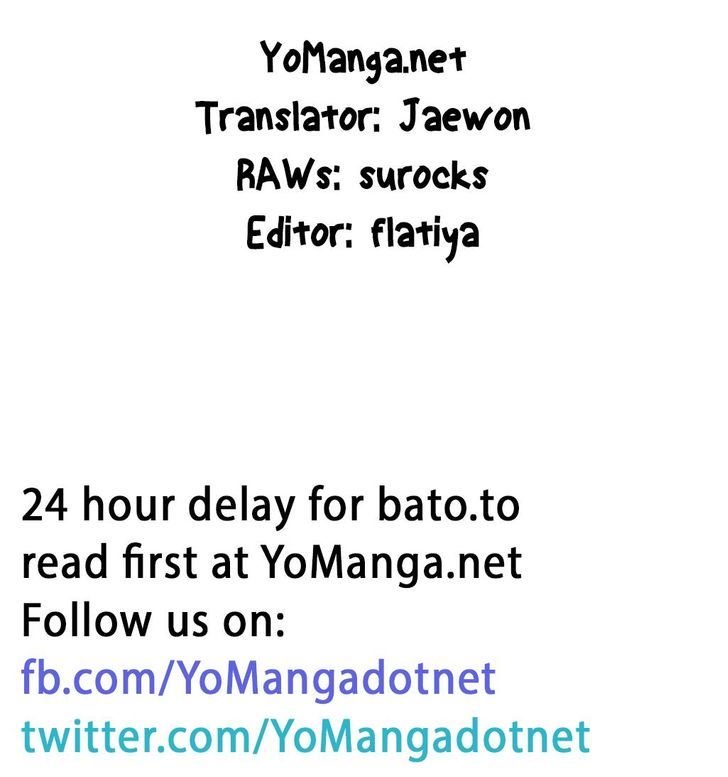 YoManga.net
Translator: Jaewon
RAWs: surocks
Editor: flatiya
24 hour delay for bato.to
read first at YoManga.net
Follow us on:
fb.com/YoMangadotnet
twitter.com/YoMangadotnet